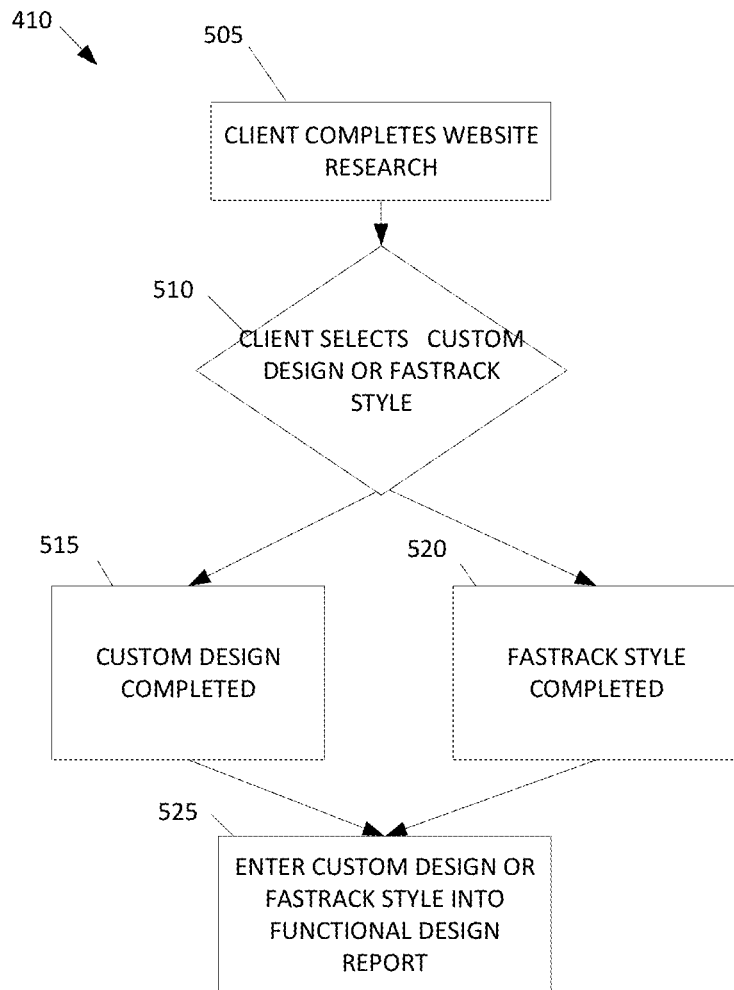 410
505
CLIENT COMPLETES WEBSITE
RESEARCH
510
CLIENT SELECTS CUSTOM
DESIGN OR FASTRACK
STYLE
515
520
CUSTOM DESIGN
COMPLETED
FASTRACK STYLE
COMPLETED
525
ENTER CUSTOM DESIGN OR
FASTRACK STYLE INTO
FUNCTIONAL DESIGN
REPORT